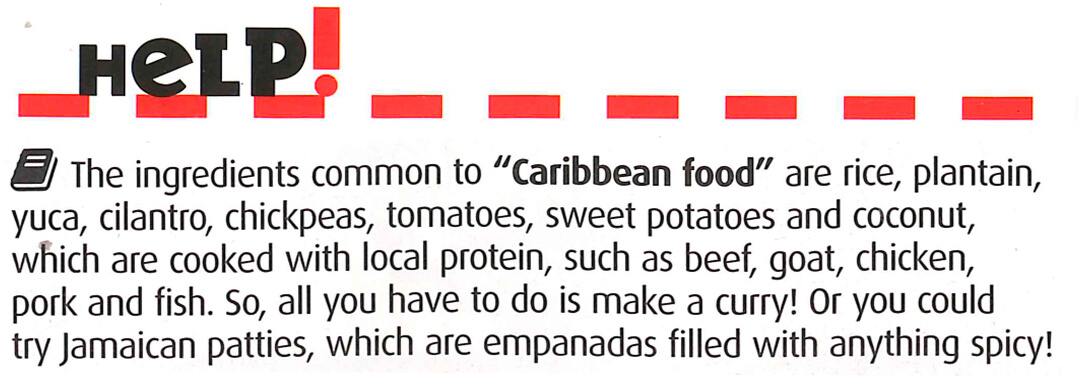 HeLP!
The ingredients common to “Caribbean food” are rice, plantain,
yuca, cilantro, chickpeas, tomatoes, sweet potatoes and coconut,
which are cooked with local protein, such as beef, goat, chicken,
pork and fish. So, all you have to do is make a curry! Or you could
try Jamaican patties, which are empanadas filled with anything spicy!